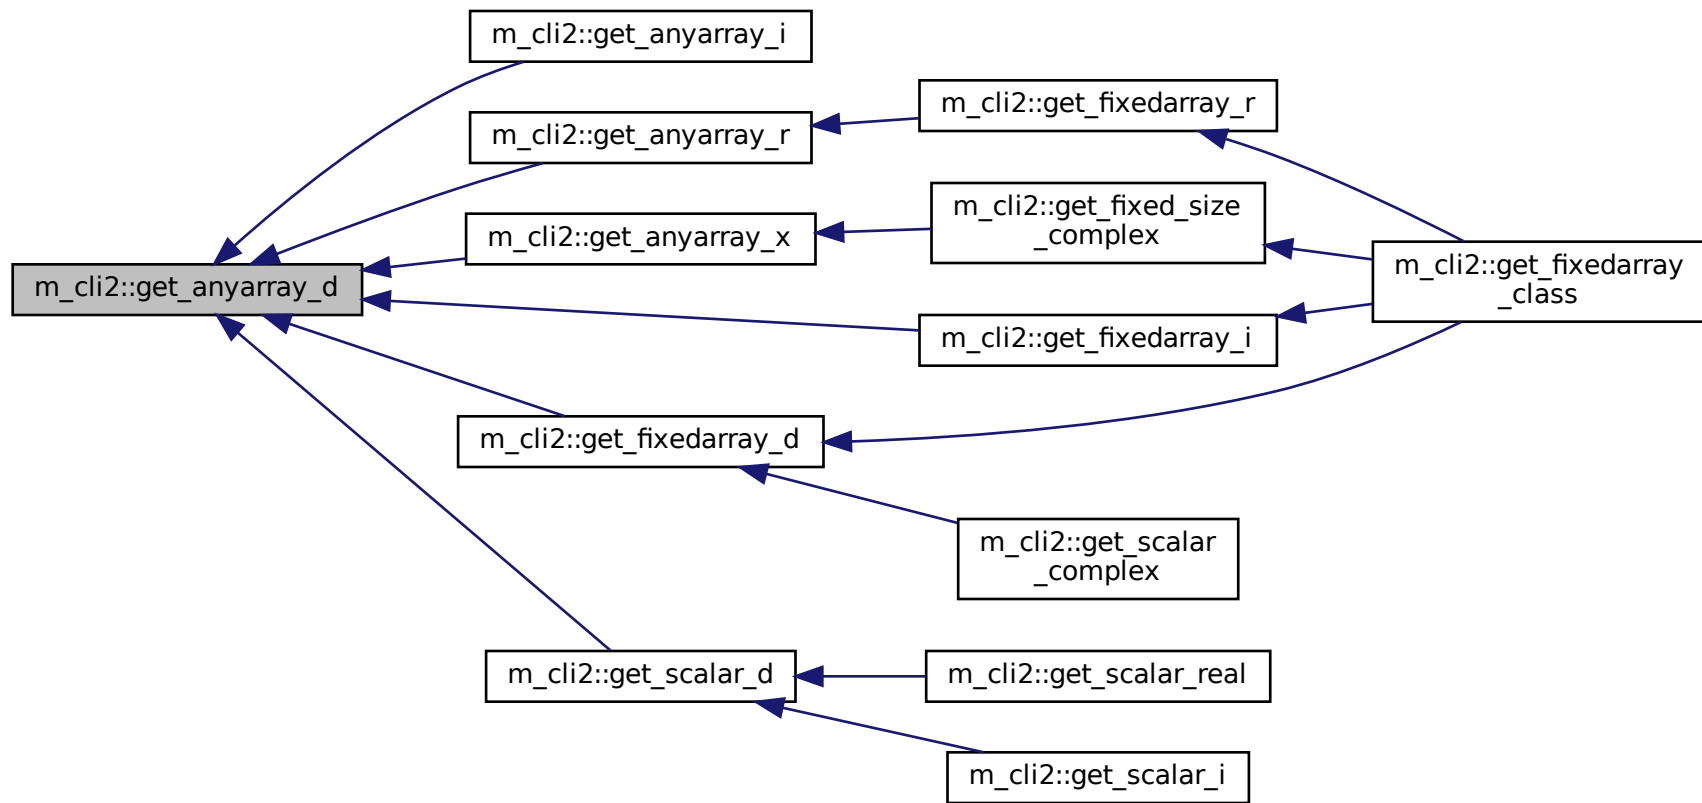 m_cli2::get_anyarray_i
m_cli2::get_fixedarray_r
m_cli2::get_anyarray_r
m_cli2::get_fixed_size
_complex
m_cli2::get_anyarray_x
m_cli2::get_fixedarray
_class
m_cli2::get_anyarray_d
m_cli2::get_fixedarray_i
m_cli2::get_fixedarray_d
m_cli2::get_scalar
_complex
m_cli2::get_scalar_d
m_cli2::get_scalar_real
m_cli2::get_scalar_i